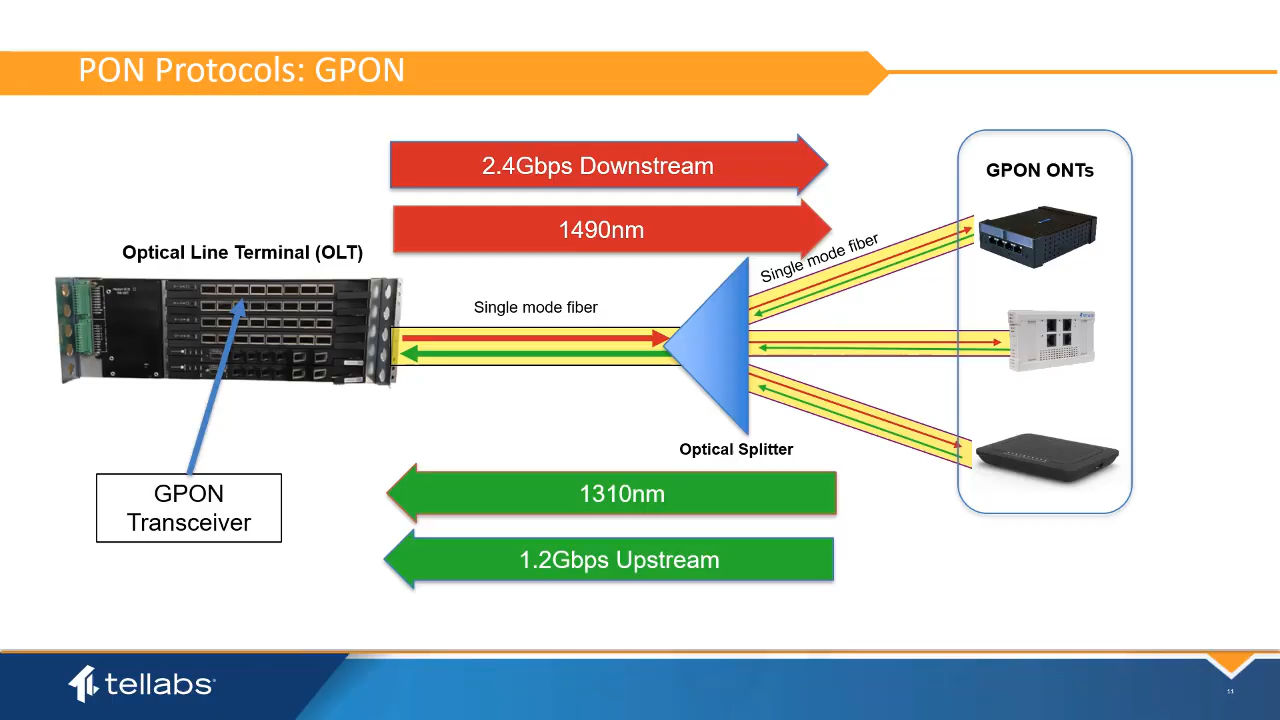 PON Protocols: GPON
2.4Gbps Downstream
GPON ONTs
1490nm
Single mode fiber
Optical Line Terminal (OLT)
Single mode fiber
Optical Splitter
1310nm
GPON
Transceiver
1.2Gbps Upstream
tellabs
11